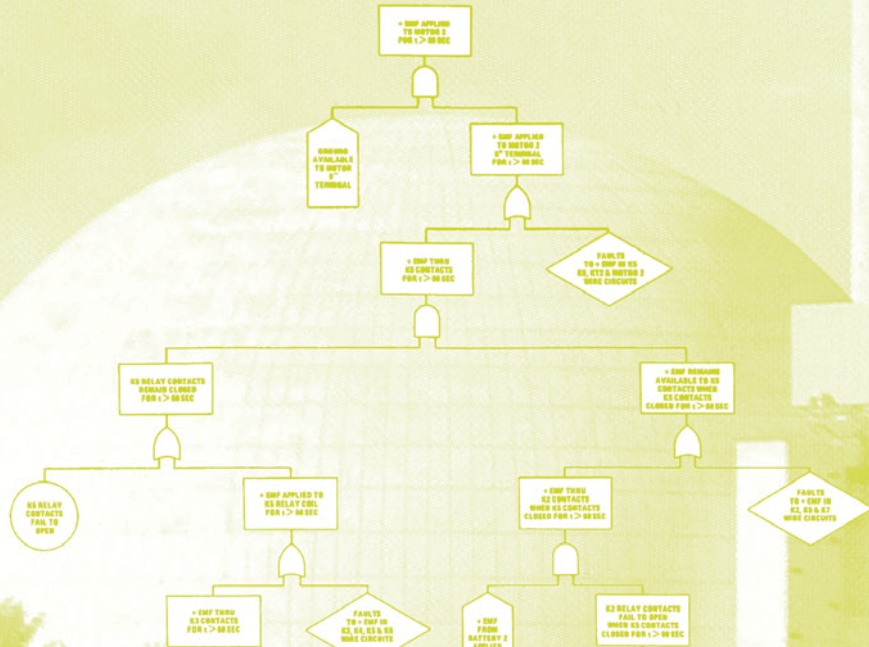 + EMF APPLIED
TO MOTOR 2
FOR t > 60 SEC
GROUND
AVAILABLE
TO MOTOR
2"
TERMINAL
+ EMF APPLIED
TO MOTOR 2
2" TERMINAL
FOR t > 60 SEC
+ EMF THRU
K5 CONTACTS
FOR t > 60 SEC
FAULTS
TO + EMF IN K5
KT2 & MOTOR 2
WIRE CIRCUITS
K5 RELAY CONTACTS
REMAIN CLOSED
FOR t > 60 SEC
+ EMF REMAINS
AVAILABLE TO K5
CONTACTS WHEN
CONTACTS
CLOSED FOR t > 60 SEC
K5 RELAY
CONTACTS
FAIL TO
OPEN
+ EMF APPLIED TO
K5 RELAY COIL
FOR t > 60 SEC
+ EMF THRU
K2 CONTACTS
WHEN K5 CONTACTS
CLOSED FOR t > 60 SEC
FAULTS
TO + EMF IN
& K7
WIRE CIRCUITS
+ EMF THRU
K3 CONTACTS
FOR t > 60 SEC
FAULTS
TO + EMF IN
K3, K4,
WIRE CIRCUITS
+ EMF
FROM
BATTERY 2
APPLIED
K2 RELAY CONTACTS
FAIL TO OPEN
WHEN K5 CONTACTS
CLOSED FOR t > 60 SEC